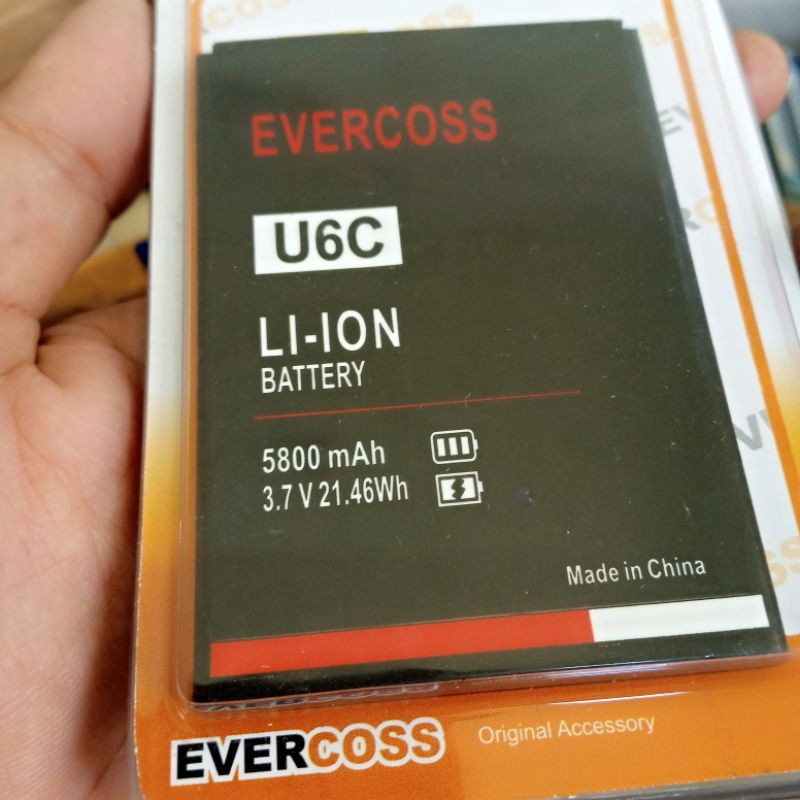 EVERCOSS
U6C
LI-ION
BATTERY
5800 mAh
3.7 V 21.46Wh
Made in China
EVERCOSS
Original Accessory